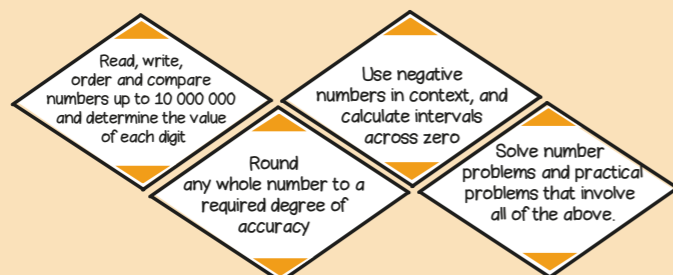 Read, write,
order and compare
numbers up to 10 000 000
and determine the value
of each digit
Use negative
numbers in context, and
calculate intervals
across zero
Round
any whole number to a
required degree of
accuracy
Solve number
problems and practical
problems that involve
all of the above.